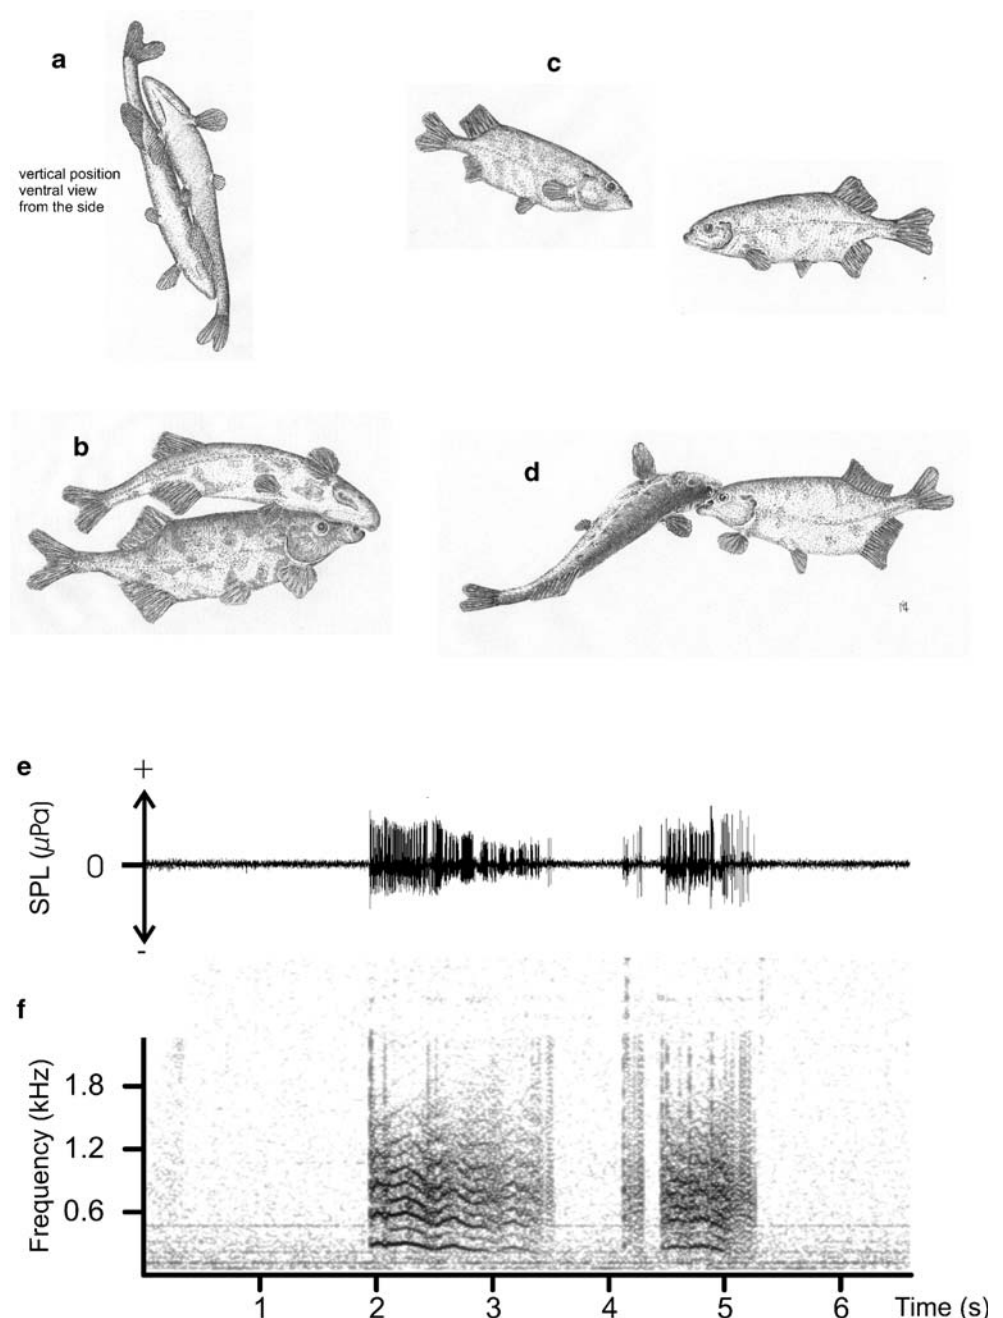 a
vertical position
ventral view
from the side
c
b
d
e
+
SPL (µPa)
0
-
f
Frequency (kHz)
1.8
1.2
0.6
1 2 3 4 5 6 Time (s)